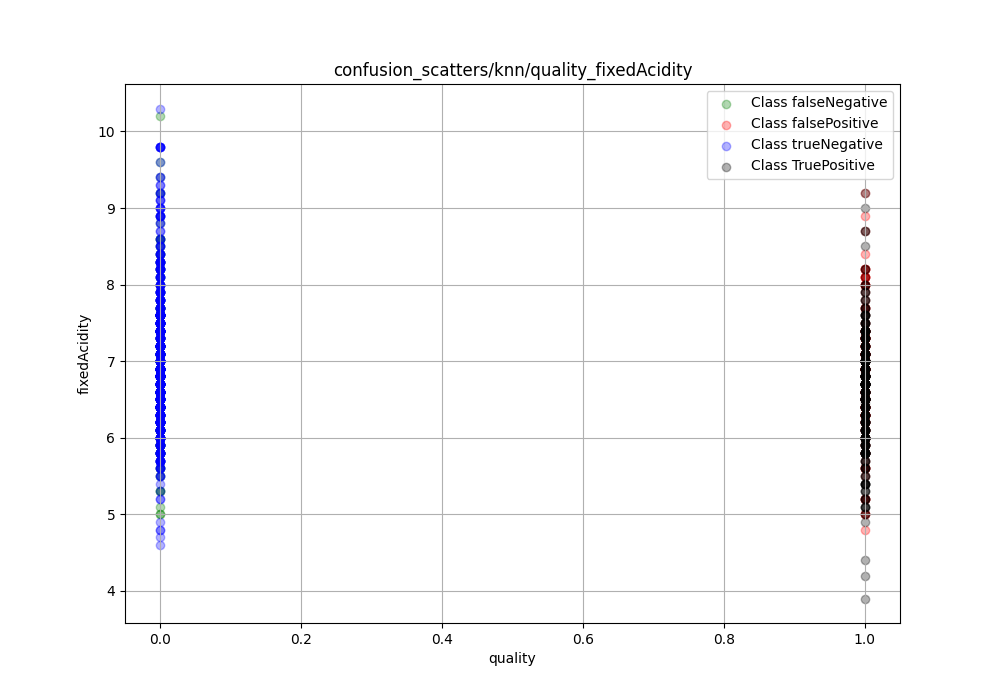 confusion_scatters/knn/quality_fixedAcidity
Class falseNegative
Class falsePositive
Class trueNegative
Class TruePositive
fixedAcidity
10
9
8
7
6
5
4
0.0 0.2 0.4 0.6 0.8 1.0
quality